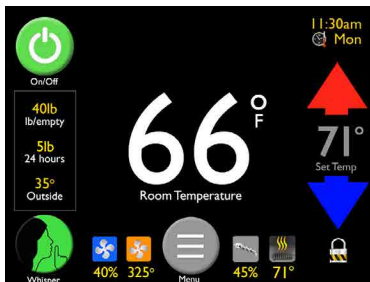 11:30am
Mon
On/Off
40lb
lb/empty
5lb
24 hours
35°
Outside
66°F
Room Temperature
71°
Set Temp
Whisper
40%
325°
Menu
45%
71°